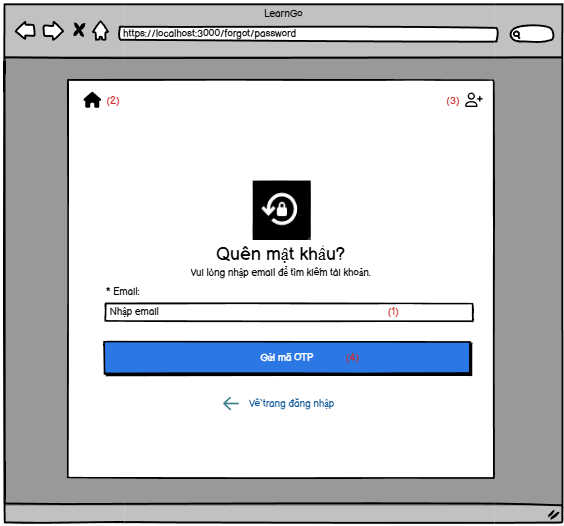 LearnGo
https://localhost:3000/forgot/password
(2)
(3)
Quên mật khẩu?
Vui lòng nhập email để tìm kiếm tài khoản.
* Email:
Nhập email (1)
Gửi mã OTP (4)
Về trang đăng nhập